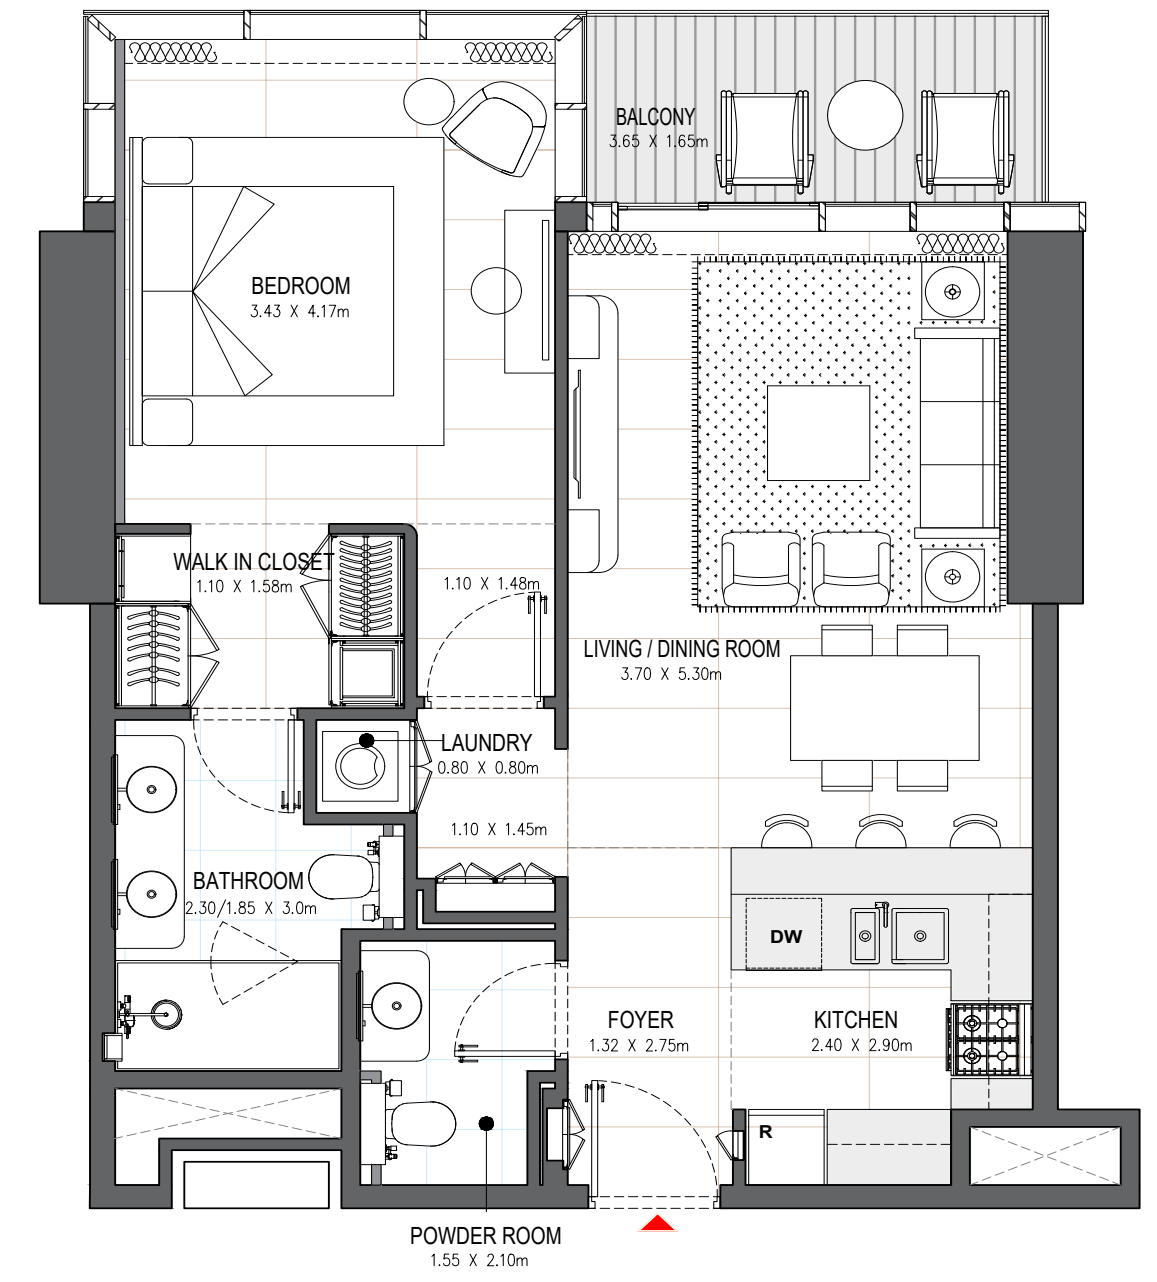 BALCONY
3.65 X 1.65m
BEDROOM
3.43 X 4.17m
WALK IN CLOSET
1.10 X 1.58m
1.10 X 1.48m
LIVING / DINING ROOM
3.70 X 5.30m
LAUNDRY
0.80 X 0.80m
1.10 X 1.45m
BATHROOM
2.30/1.85 X 3.0m
DW
FOYER
1.32 X 2.75m
KITCHEN
2.40 X 2.90m
R
POWDER ROOM
1.55 X 2.10m